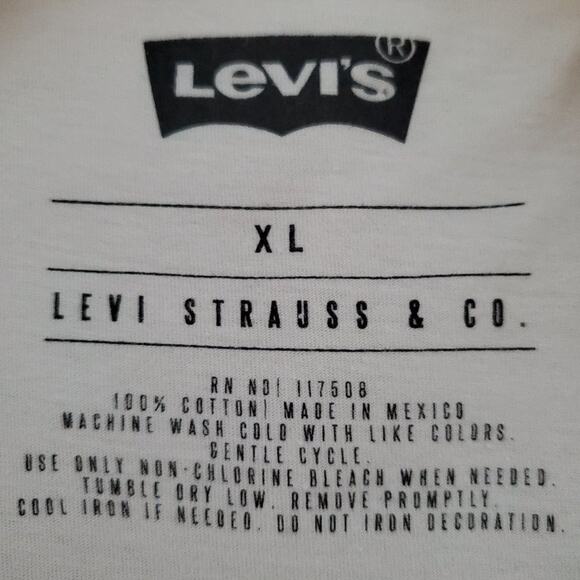 Levi's®
XL
LEVI STRAUSS & CO.
RN NO| 117508
100% COTTON| MADE IN MEXICO
MACHINE WASH COLD WITH LIKE COLORS.
GENTLE CYCLE.
USE ONLY NON-CHLORINE BLEACH WHEN NEEDED.
TUMBLE DRY LOW. REMOVE PROMPTLY.
COOL IRON IF NEEDED. DO NOT IRON DECORATION.